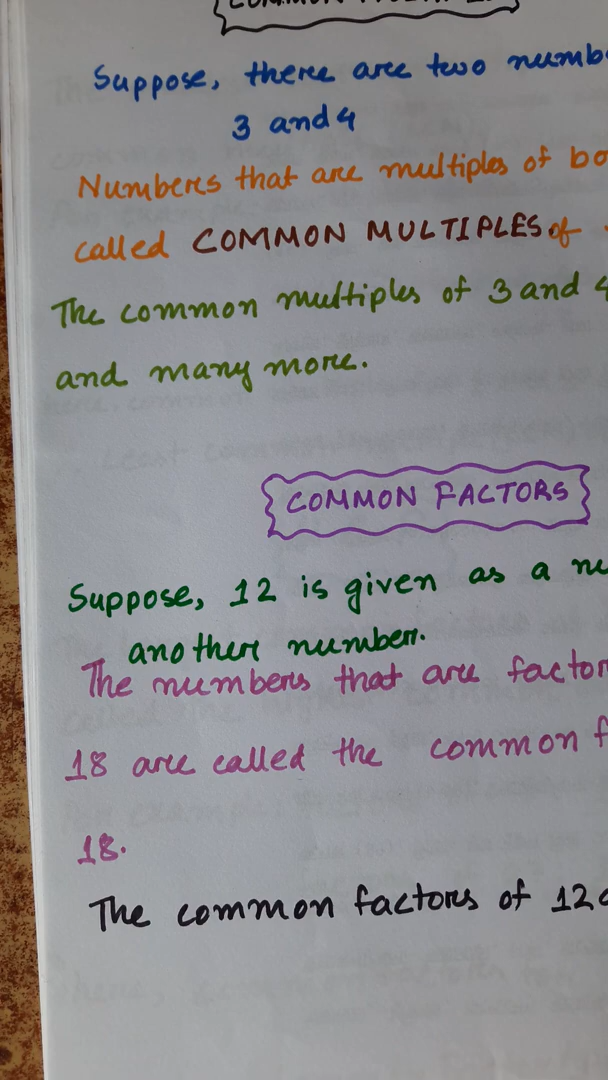 COMMON
Suppose, there are two numb
3 and 4
Numbers that are multiples of bo
called COMMON MULTIPLES of
The common multiples of 3 and 4
and many more.
COMMON FACTORS
Suppose, 12 is given as a nu
another number.
The numbers that are factor
18 are called the common f
18.
The common factors of 12